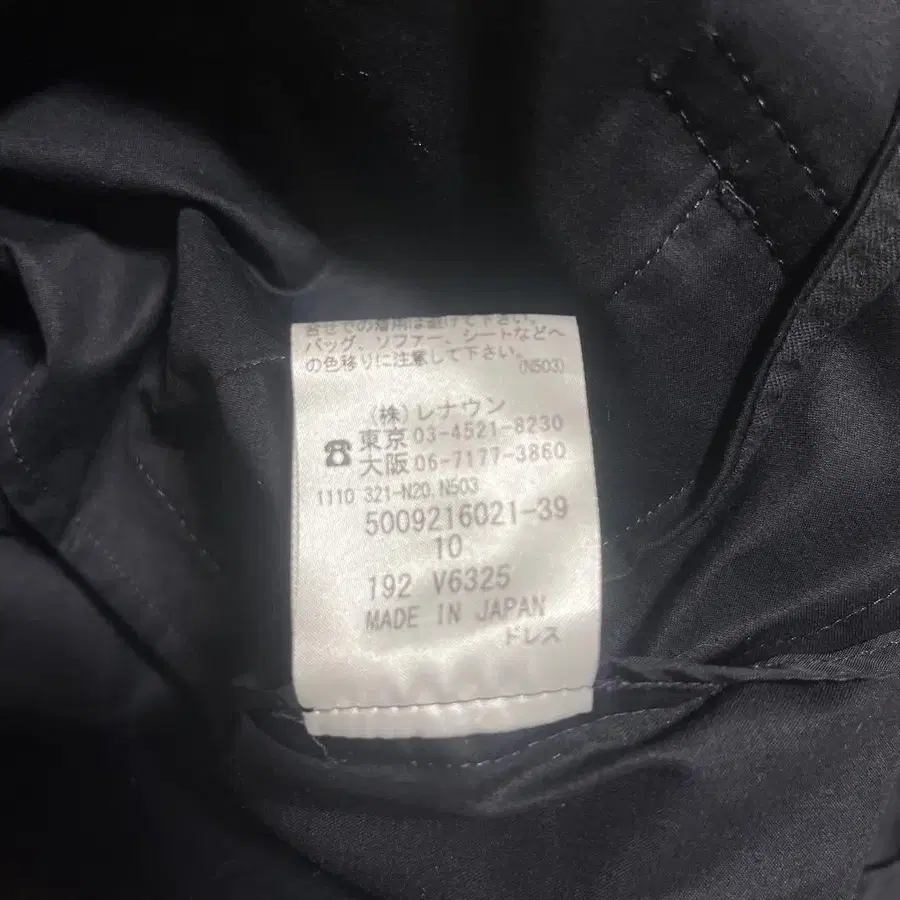 合せでの着用は避けて下さい。
バッグ、ソファー、シートなどへ
の色移りに注意して下さい。
(N503)
(株)レナウン
☎東京 03-4521-8230
大阪 06-7177-3860
1110 321-N20.N503
5009216021-39
10
192 V6325
MADE IN JAPAN
ドレス